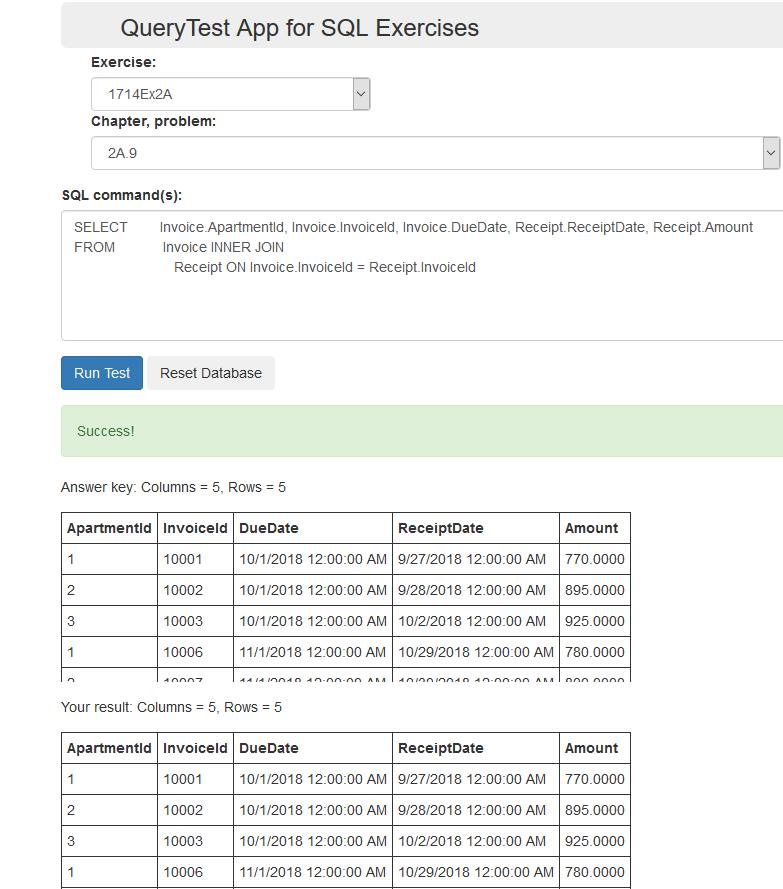 QueryTest App for SQL Exercises
Exercise:
1714Ex2A
Chapter, problem:
2A.9
SQL command(s):
SELECT Invoice.ApartmentId, Invoice.InvoiceId, Invoice.DueDate, Receipt.ReceiptDate, Receipt.Amount
FROM Invoice INNER JOIN
Receipt ON Invoice.InvoiceId = Receipt.InvoiceId
Run Test Reset Database
Success!
Answer key: Columns = 5, Rows = 5
ApartmentId InvoiceId DueDate ReceiptDate Amount
1 10001 10/1/2018 12:00:00 AM 9/27/2018 12:00:00 AM 770.0000
2 10002 10/1/2018 12:00:00 AM 9/28/2018 12:00:00 AM 895.0000
3 10003 10/1/2018 12:00:00 AM 10/2/2018 12:00:00 AM 925.0000
1 10006 11/1/2018 12:00:00 AM 10/29/2018 12:00:00 AM 780.0000
Your result: Columns = 5, Rows = 5
ApartmentId InvoiceId DueDate ReceiptDate Amount
1 10001 10/1/2018 12:00:00 AM 9/27/2018 12:00:00 AM 770.0000
2 10002 10/1/2018 12:00:00 AM 9/28/2018 12:00:00 AM 895.0000
3 10003 10/1/2018 12:00:00 AM 10/2/2018 12:00:00 AM 925.0000
1 10006 11/1/2018 12:00:00 AM 10/29/2018 12:00:00 AM 780.0000